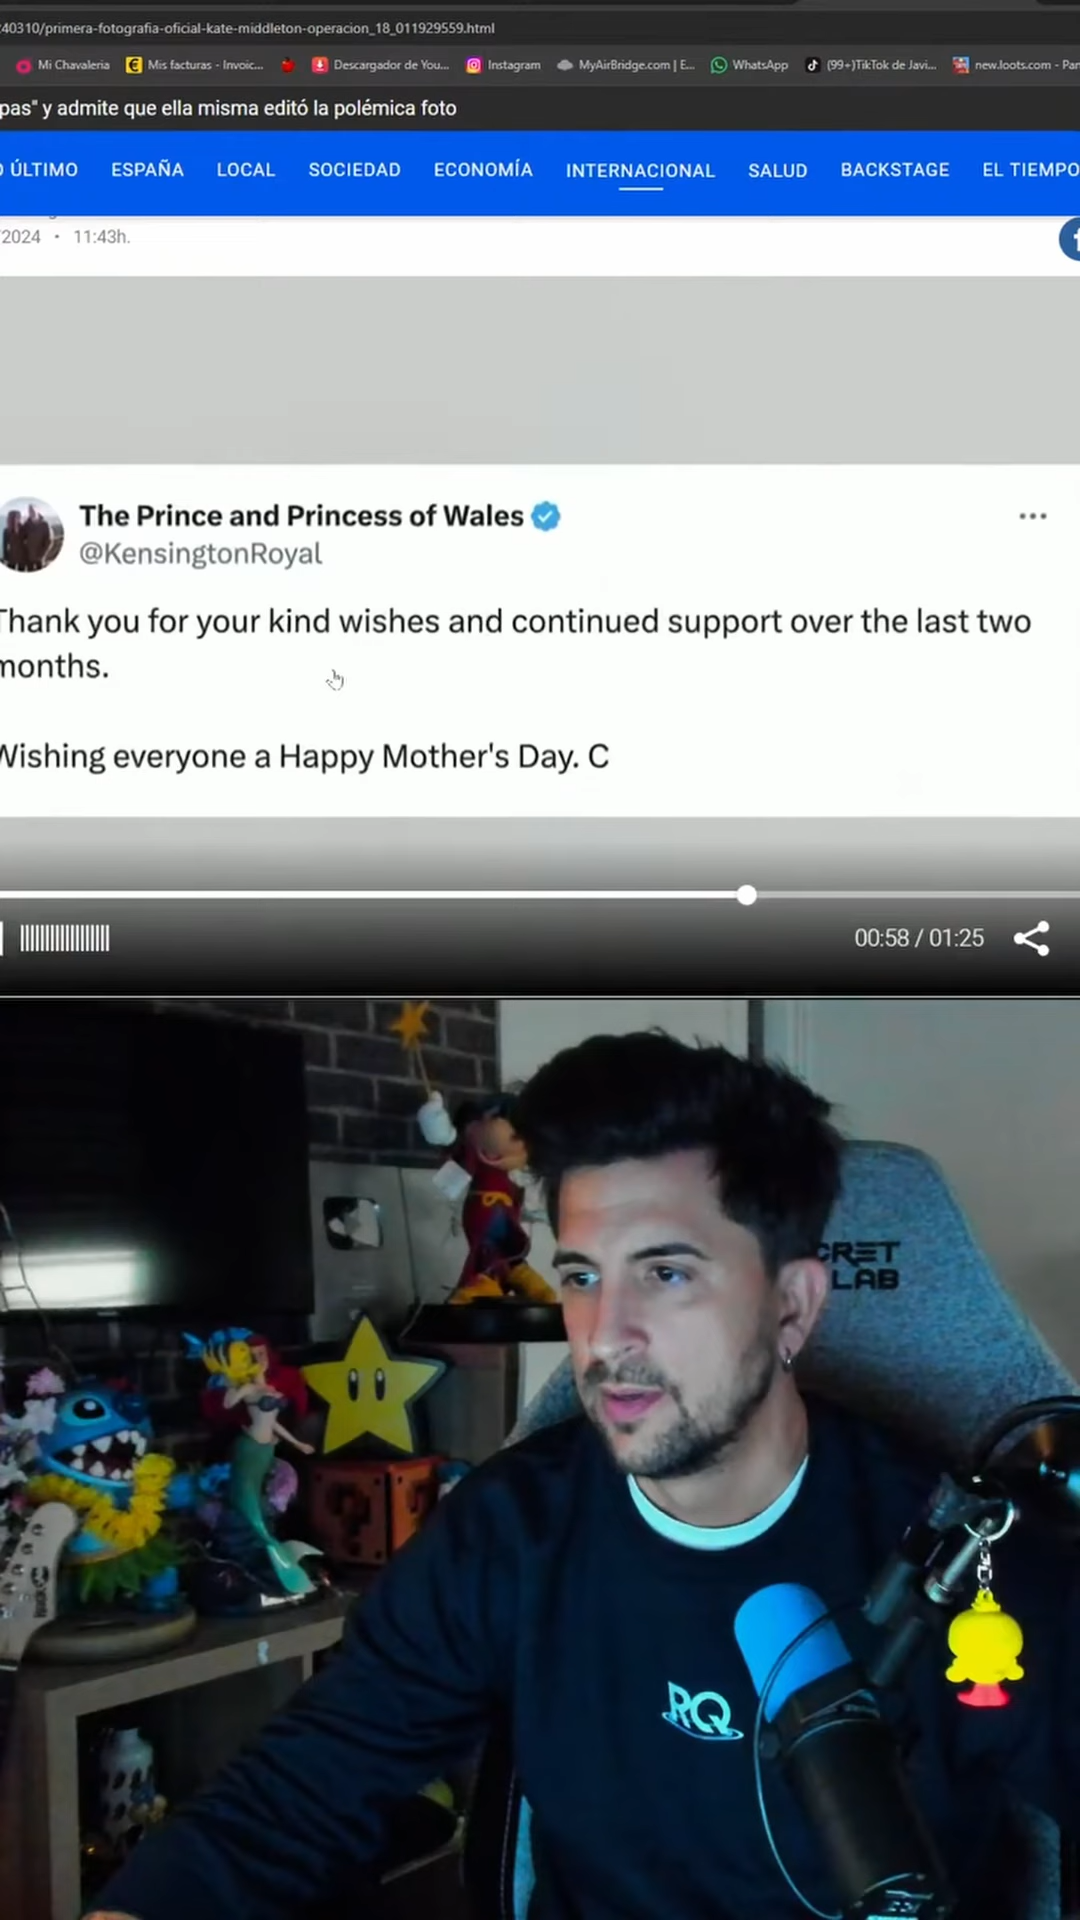 40310/primera-fotografia-oficial-kate-middleton-operacion_18_011929559.html
Mi Chavaleria Mis facturas - Invoic... Descargador de You... Instagram MyAirBridge.com | E... WhatsApp (99+)TikTok de Javi... new.loots.com - Pan
pas" y admite que ella misma editó la polémica foto
ÚLTIMO ESPAÑA LOCAL SOCIEDAD ECONOMÍA INTERNACIONAL SALUD BACKSTAGE EL TIEMPO
2024 · 11:43h.
The Prince and Princess of Wales
@KensingtonRoyal
Thank you for your kind wishes and continued support over the last two
months.
Wishing everyone a Happy Mother's Day. C
00:58 / 01:25
CRET
LAB
RQ